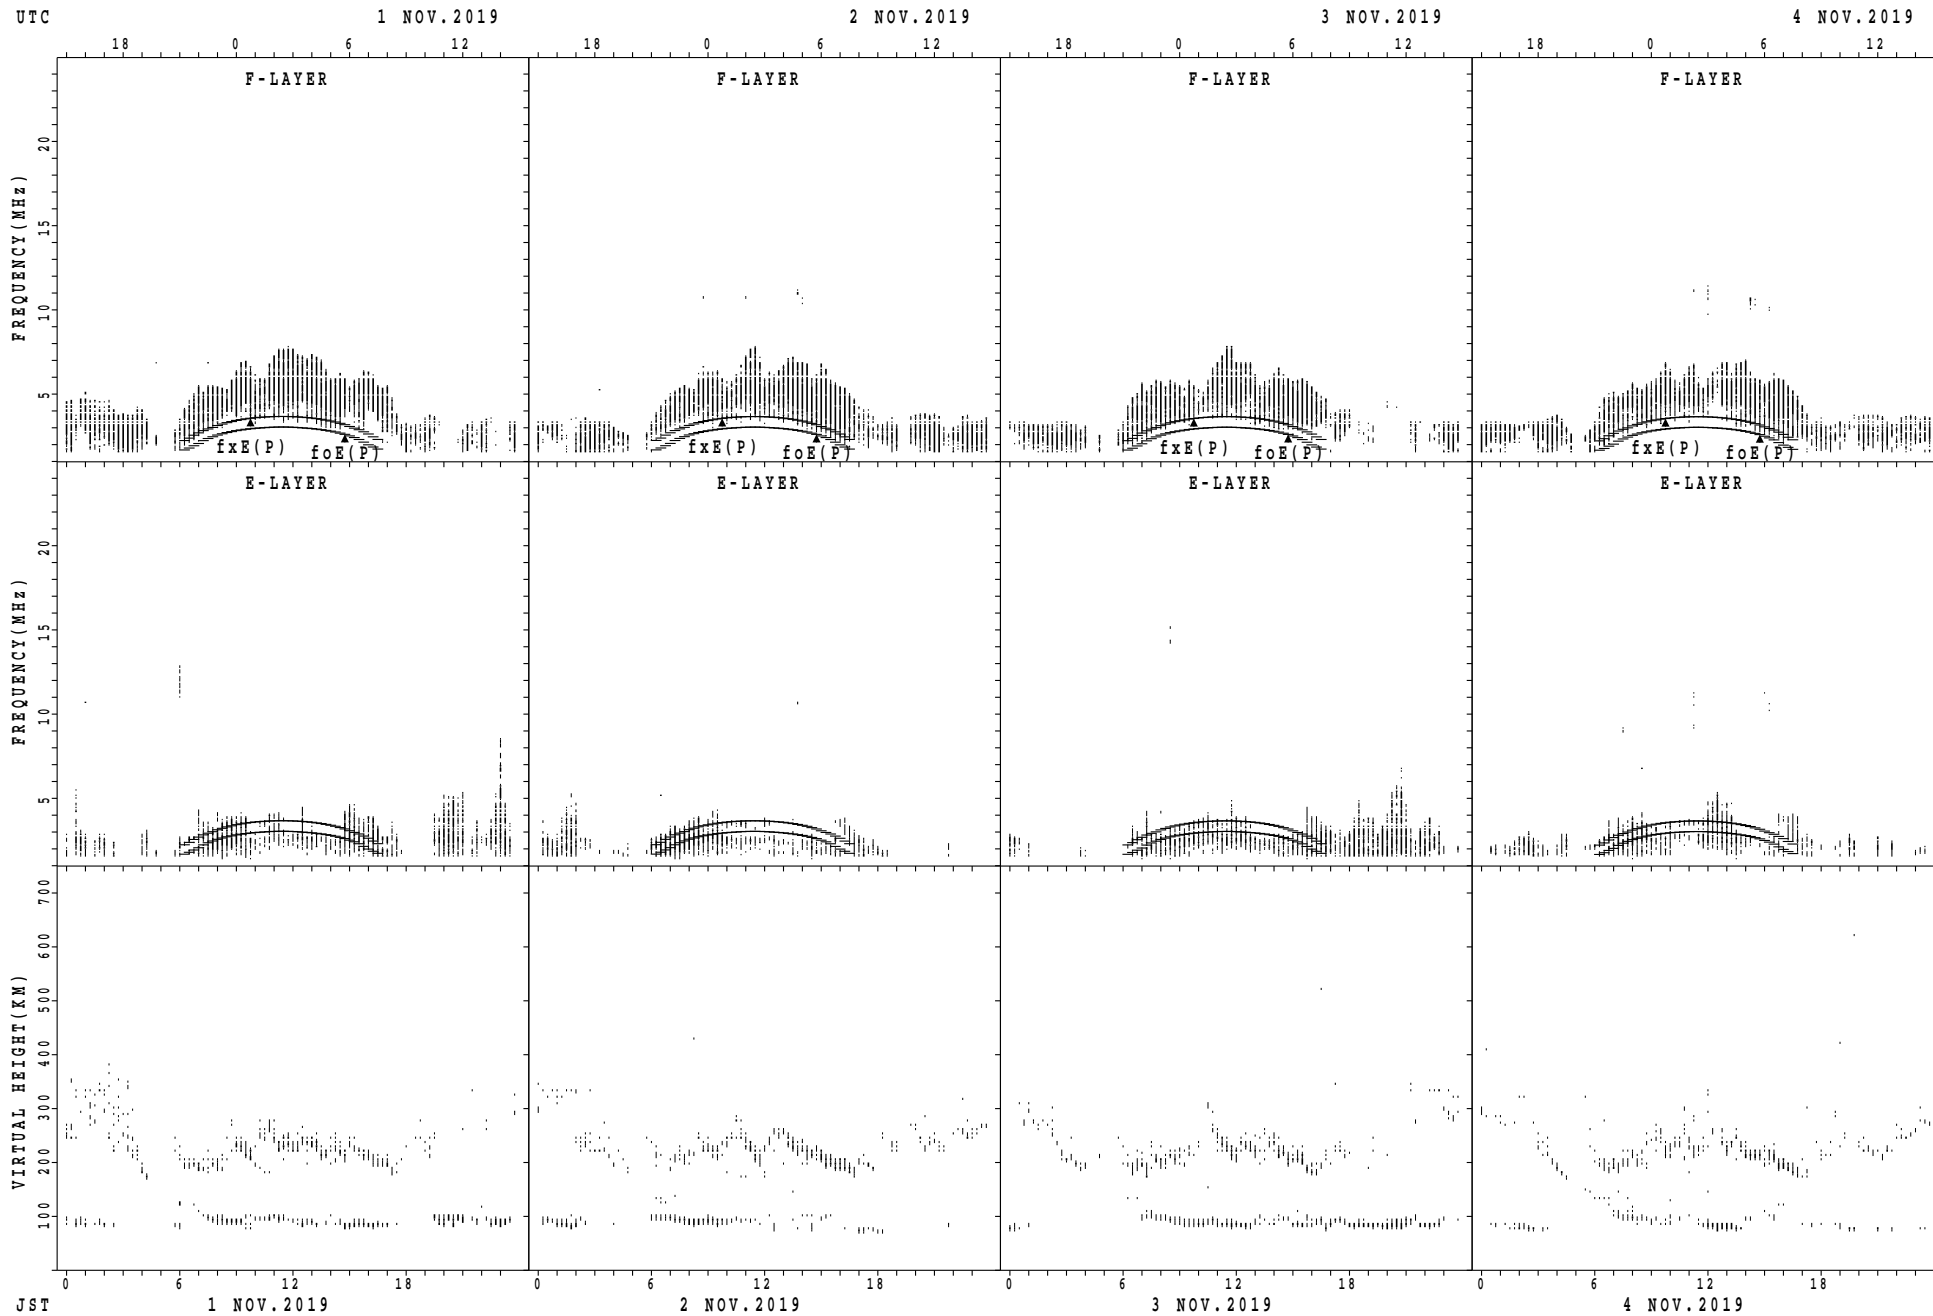 UTC 1 NOV.2019 2 NOV.2019 3 NOV.2019 4 NOV.2019
18 0 6 12 18 0 6 12 18 0 6 12 18 0 6 12
F-LAYER F-LAYER F-LAYER F-LAYER
FREQUENCY(MHz)
20
15
10
5
fxE(P) foE(P) fxE(P) foE(P) fxE(P) foE(P) fxE(P) foE(P)
E-LAYER E-LAYER E-LAYER E-LAYER
FREQUENCY(MHz)
20
15
10
5
VIRTUAL HEIGHT(KM)
700
600
500
400
300
200
100
0 6 12 18 0 6 12 18 0 6 12 18 0 6 12 18
JST 1 NOV.2019 2 NOV.2019 3 NOV.2019 4 NOV.2019